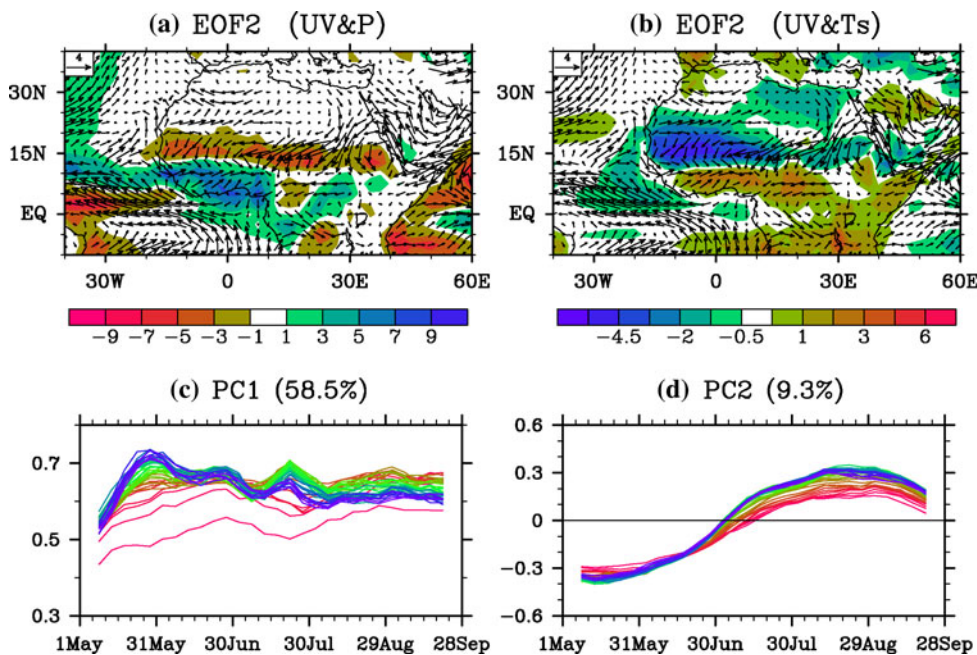 (a) EOF2 (UV&P)
(b) EOF2 (UV&Ts)
4
4
30N
15N
EQ
30W 0 30E 60E
30N
15N
EQ
30W 0 30E 60E
−9 −7 −5 −3 −1 1 3 5 7 9
−4.5 −2 −0.5 1 3 6
(c) PC1 (58.5%)
(d) PC2 (9.3%)
0.7
0.5
0.3
1May 31May 30Jun 30Jul 29Aug 28Sep
0.6
0.3
0
−0.3
−0.6
1May 31May 30Jun 30Jul 29Aug 28Sep